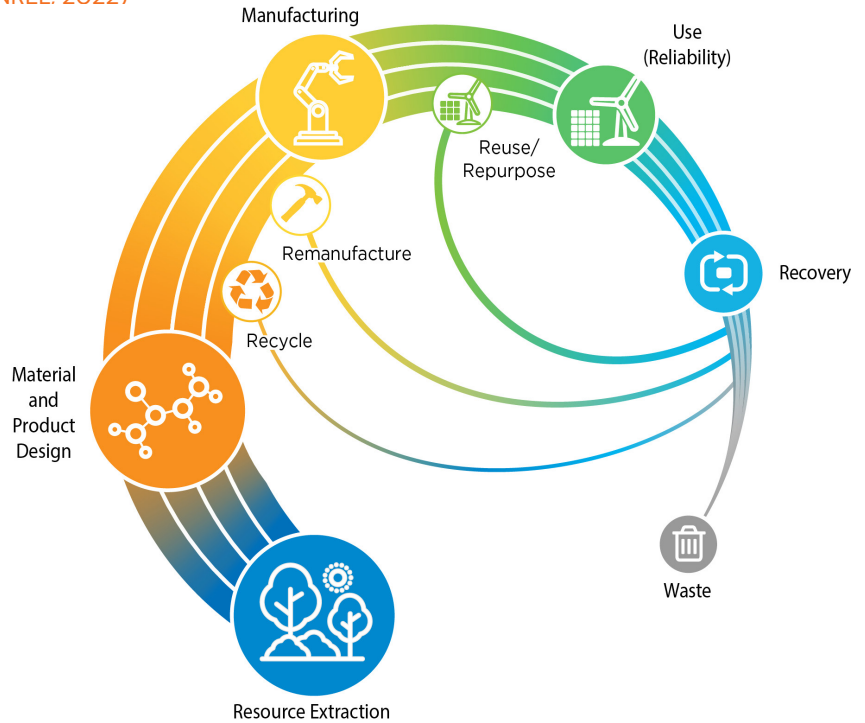 Manufacturing
Use
(Reliability)
Reuse/
Repurpose
Remanufacture
Recovery
Recycle
Material
and
Product
Design
Waste
Resource Extraction